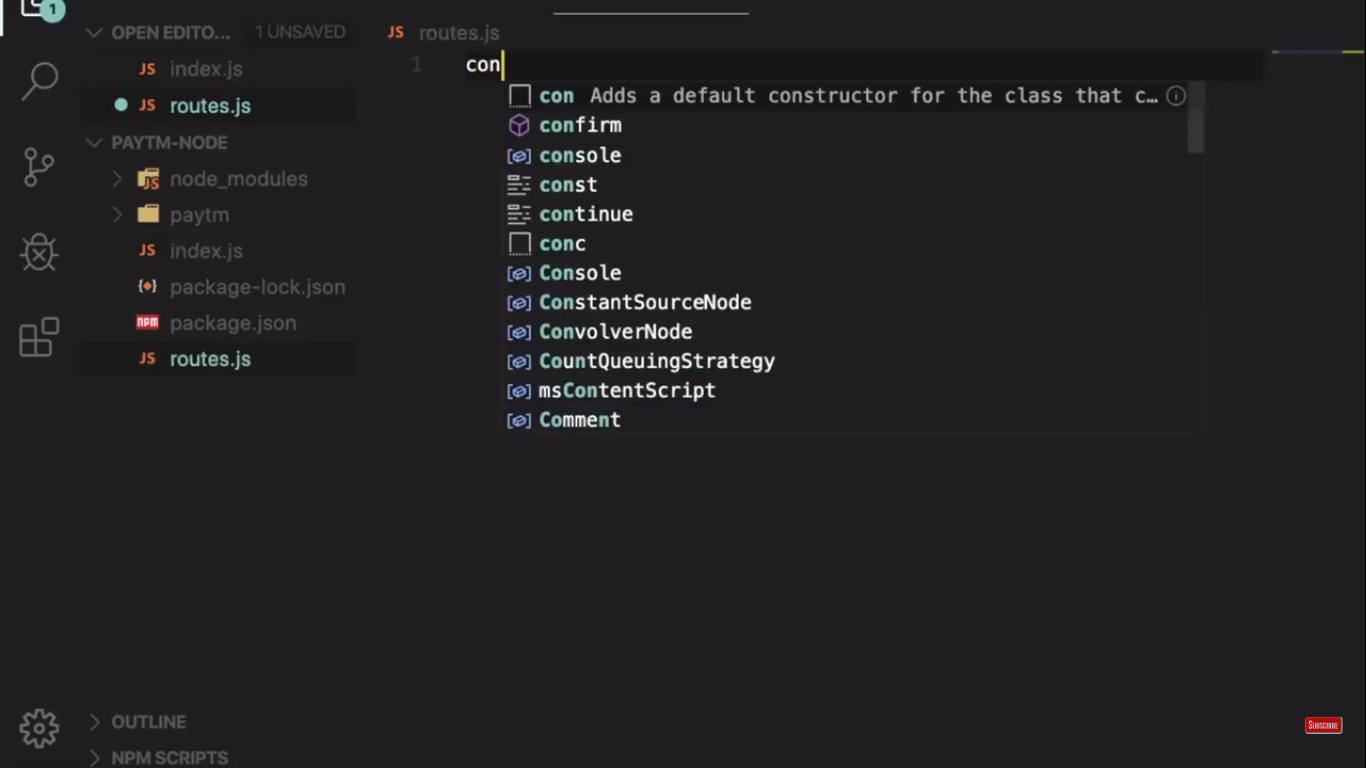 1
OPEN EDITO... 1 UNSAVED
JS index.js
JS routes.js
PAYTM-NODE
JS node_modules
paytm
JS index.js
package-lock.json
npm package.json
JS routes.js
OUTLINE
NPM SCRIPTS
JS routes.js
1 con
con Adds a default constructor for the class that c…
confirm
console
const
continue
conc
Console
ConstantSourceNode
ConvolverNode
CountQueuingStrategy
msContentScript
Comment
SUBSCRIBE